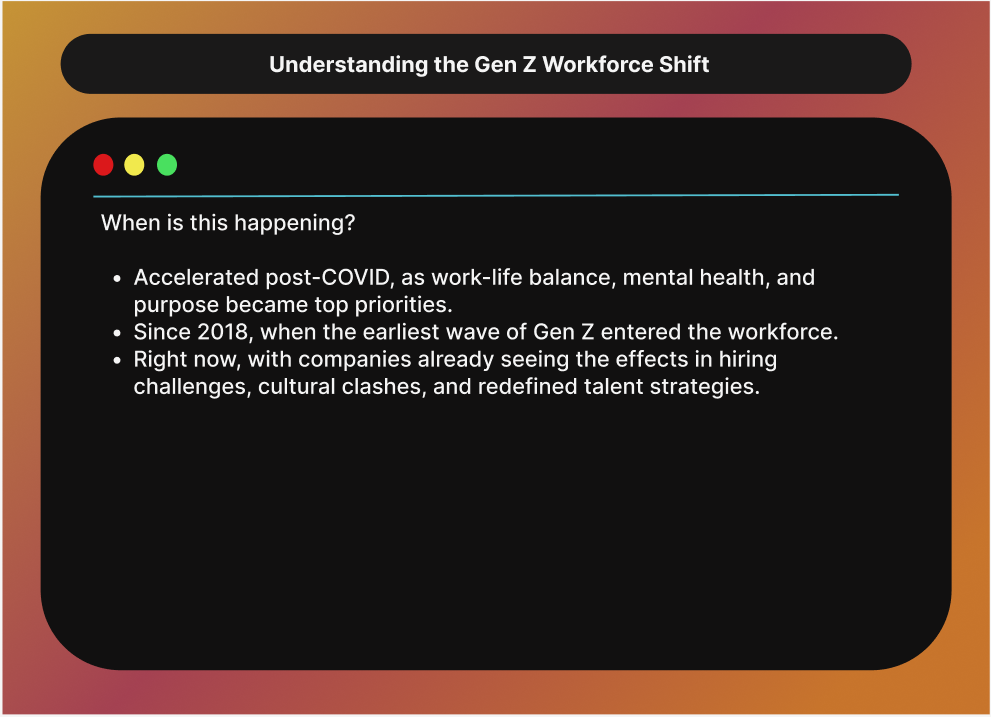 Understanding the Gen Z Workforce Shift
When is this happening?
• Accelerated post-COVID, as work-life balance, mental health, and
purpose became top priorities.
• Since 2018, when the earliest wave of Gen Z entered the workforce.
• Right now, with companies already seeing the effects in hiring
challenges, cultural clashes, and redefined talent strategies.